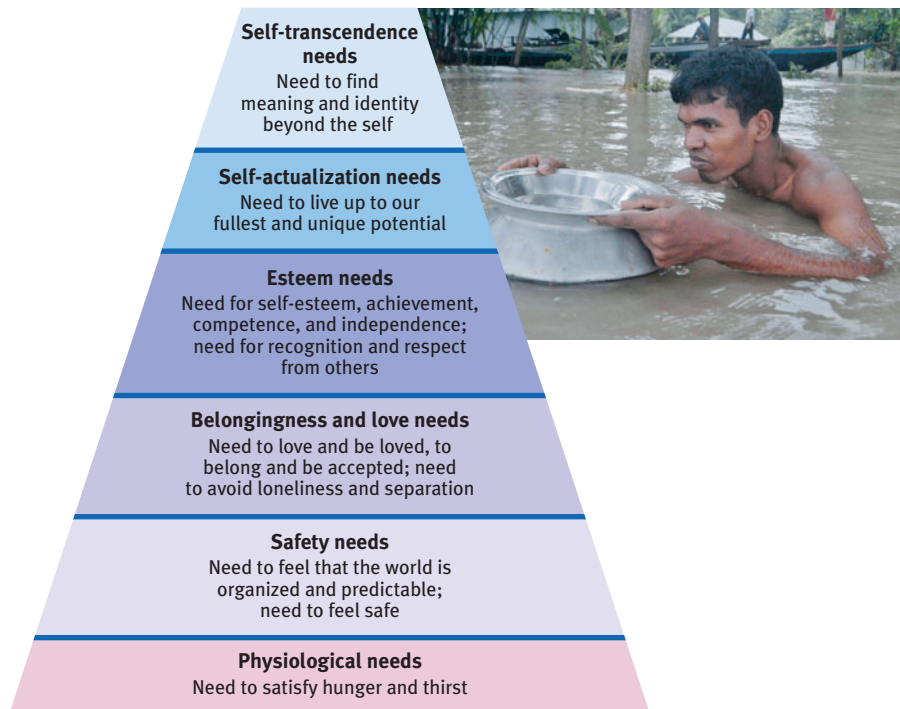 Self-transcendence
needs
Need to find
meaning and identity
beyond the self
Self-actualization needs
Need to live up to our
fullest and unique potential
Esteem needs
Need for self-esteem, achievement,
competence, and independence;
need for recognition and respect
from others
Belongingness and love needs
Need to love and be loved, to
belong and be accepted; need
to avoid loneliness and separation
Safety needs
Need to feel that the world is
organized and predictable;
need to feel safe
Physiological needs
Need to satisfy hunger and thirst